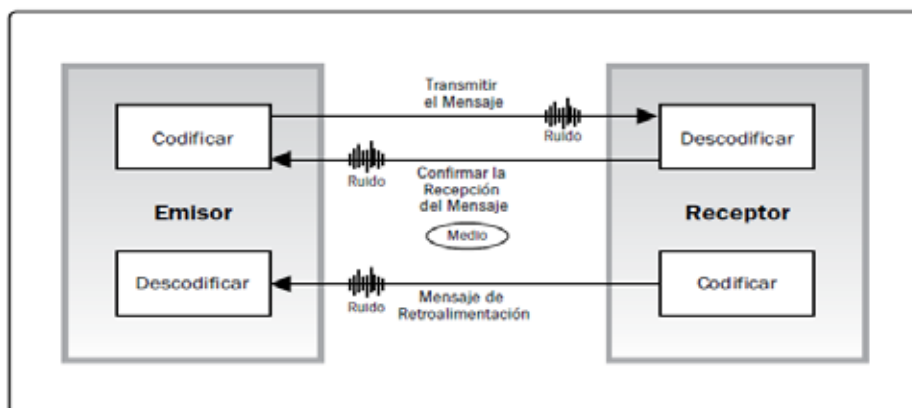 Transmitir
el Mensaje
Codificar
Ruido
Descodificar
Ruido
Confirmar la
Recepción
del Mensaje
Emisor
Receptor
Medio
Descodificar
Ruido
Mensaje de
Retroalimentación
Codificar